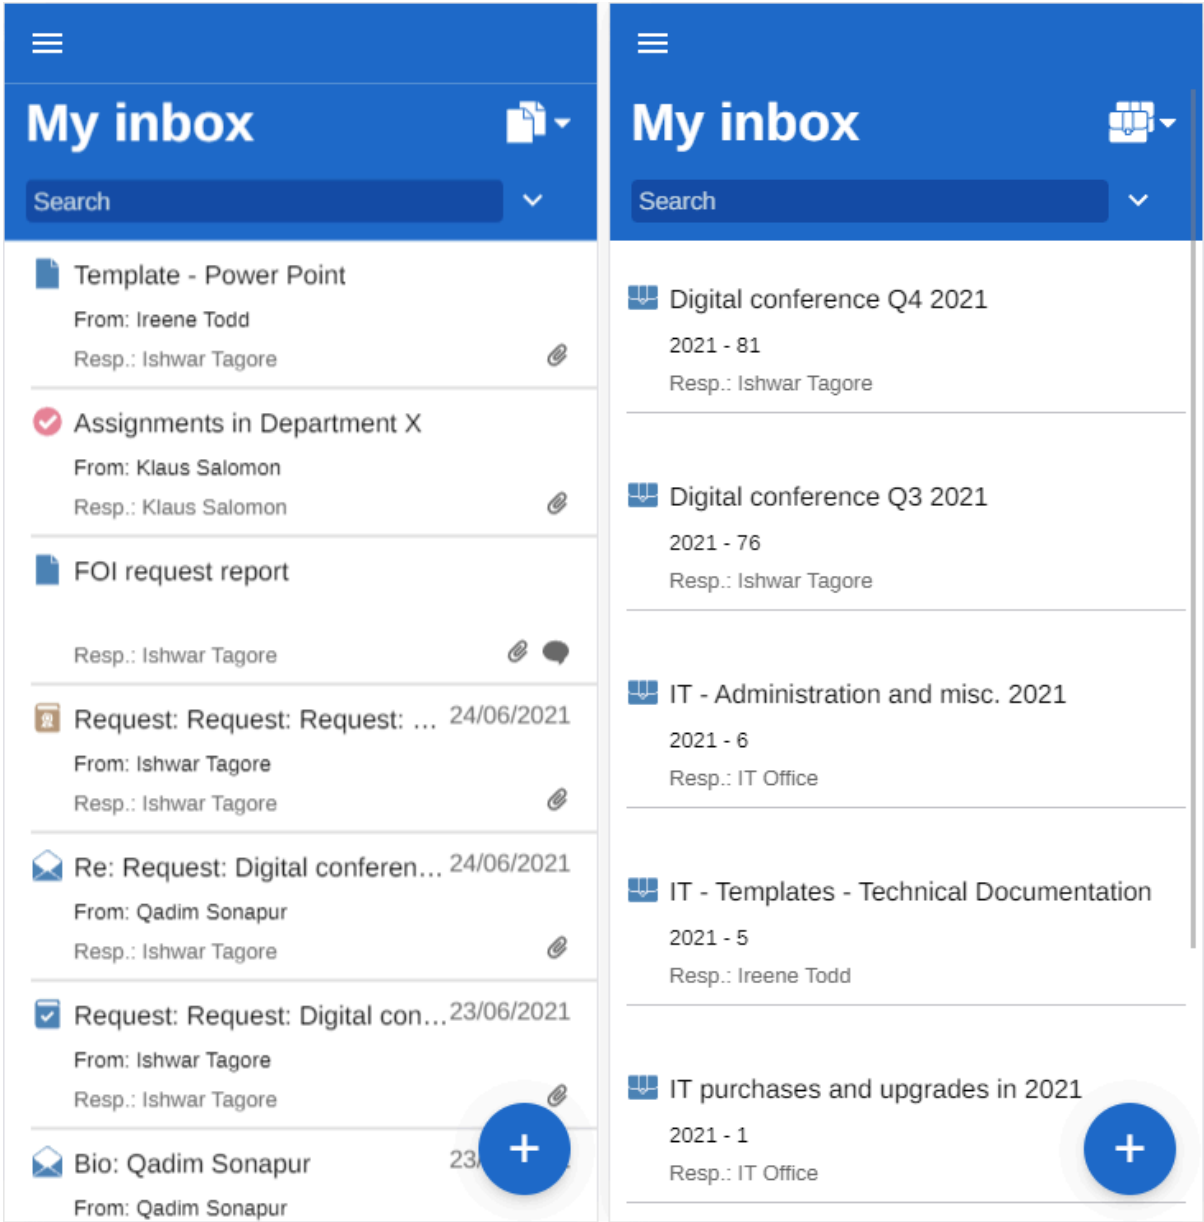 My inbox
Search
Template - Power Point
From: Ireene Todd
Resp.: Ishwar Tagore
Assignments in Department X
From: Klaus Salomon
Resp.: Klaus Salomon
FOI request report
Resp.: Ishwar Tagore
Request: Request: Request: ... 24/06/2021
From: Ishwar Tagore
Resp.: Ishwar Tagore
Re: Request: Digital conferen... 24/06/2021
From: Qadim Sonapur
Resp.: Ishwar Tagore
Request: Request: Digital con... 23/06/2021
From: Ishwar Tagore
Resp.: Ishwar Tagore
Bio: Qadim Sonapur
From: Qadim Sonapur
My inbox
Search
Digital conference Q4 2021
2021 - 81
Resp.: Ishwar Tagore
Digital conference Q3 2021
2021 - 76
Resp.: Ishwar Tagore
IT - Administration and misc. 2021
2021 - 6
Resp.: IT Office
IT - Templates - Technical Documentation
2021 - 5
Resp.: Ireene Todd
IT purchases and upgrades in 2021
2021 - 1
Resp.: IT Office